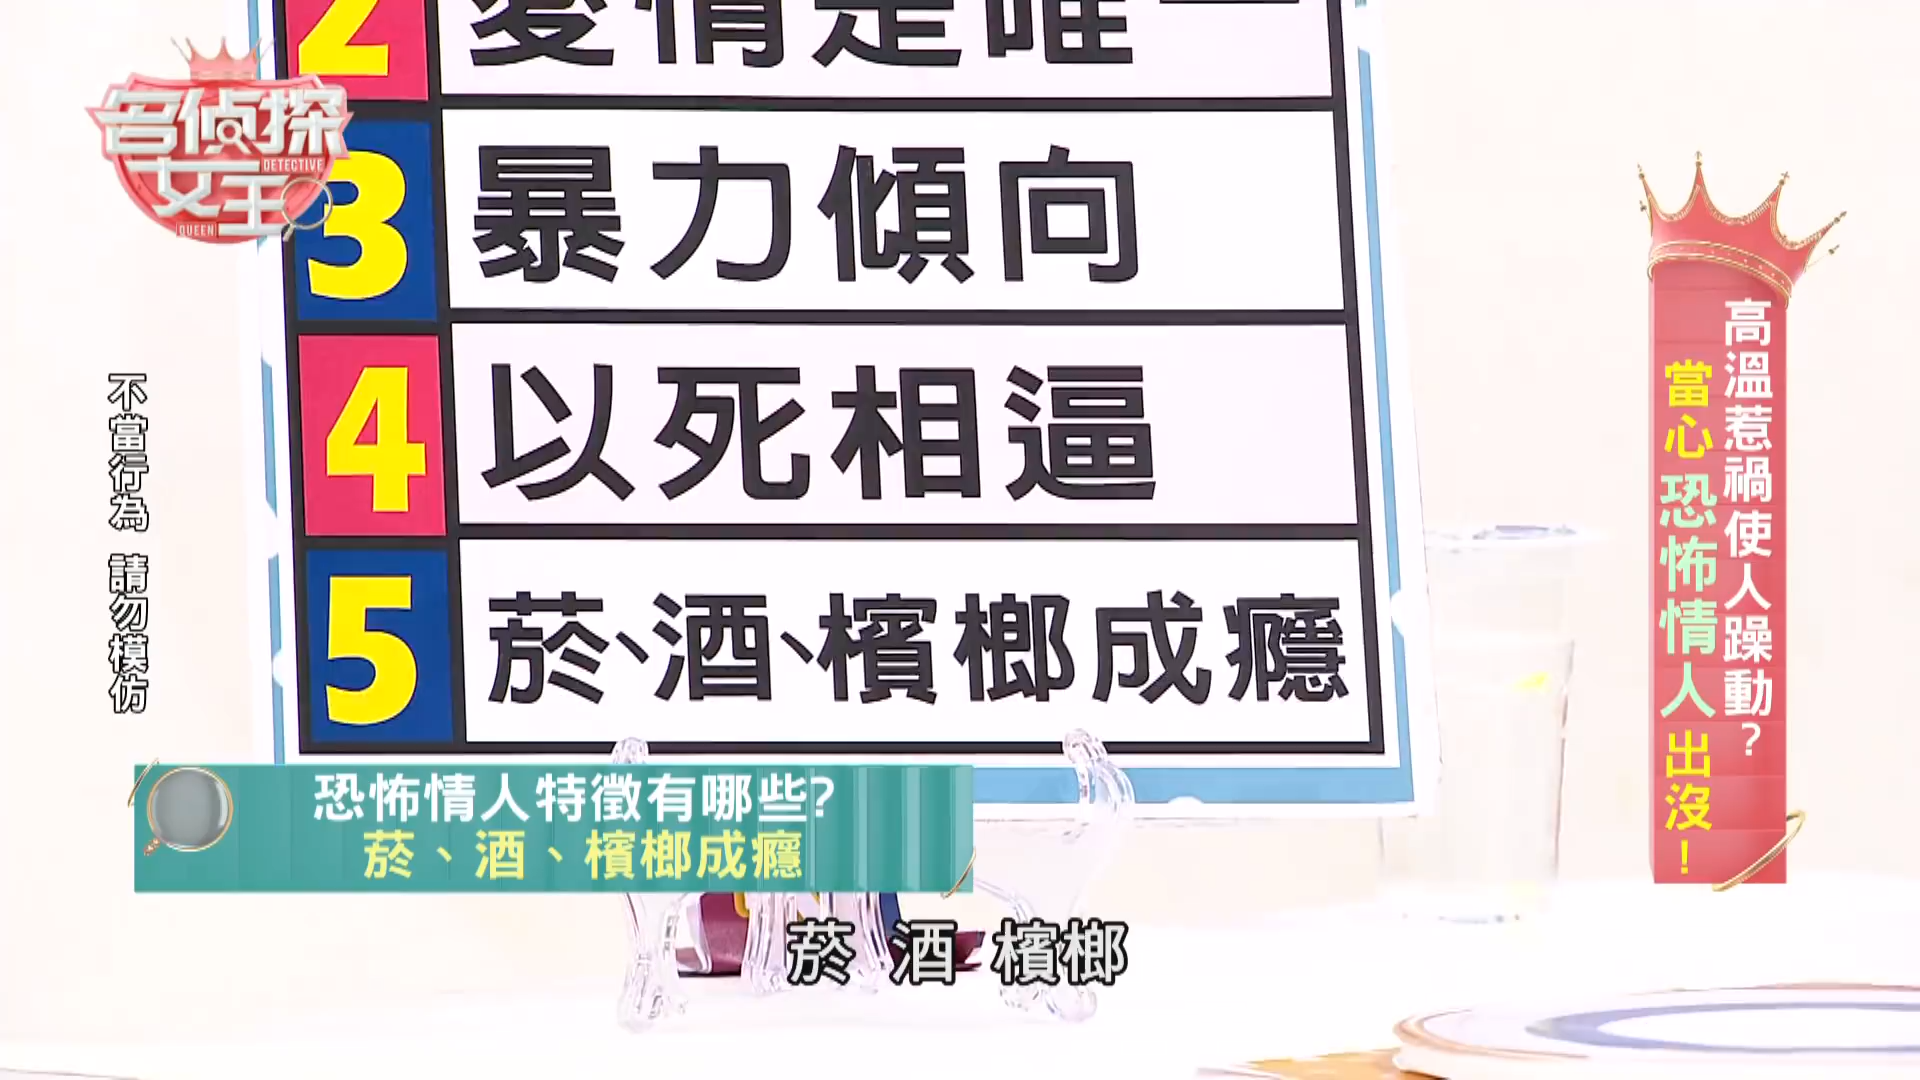 2 愛情是唯一
名偵探
DETECTIVE
女王
QUEEN
3 暴力傾向
4 以死相逼
5 菸、酒、檳榔成癮
不當行為 請勿模仿
高溫惹禍使人躁動?
當心恐怖情人出沒!
恐怖情人特徵有哪些?
菸、酒、檳榔成癮
菸 酒 檳榔